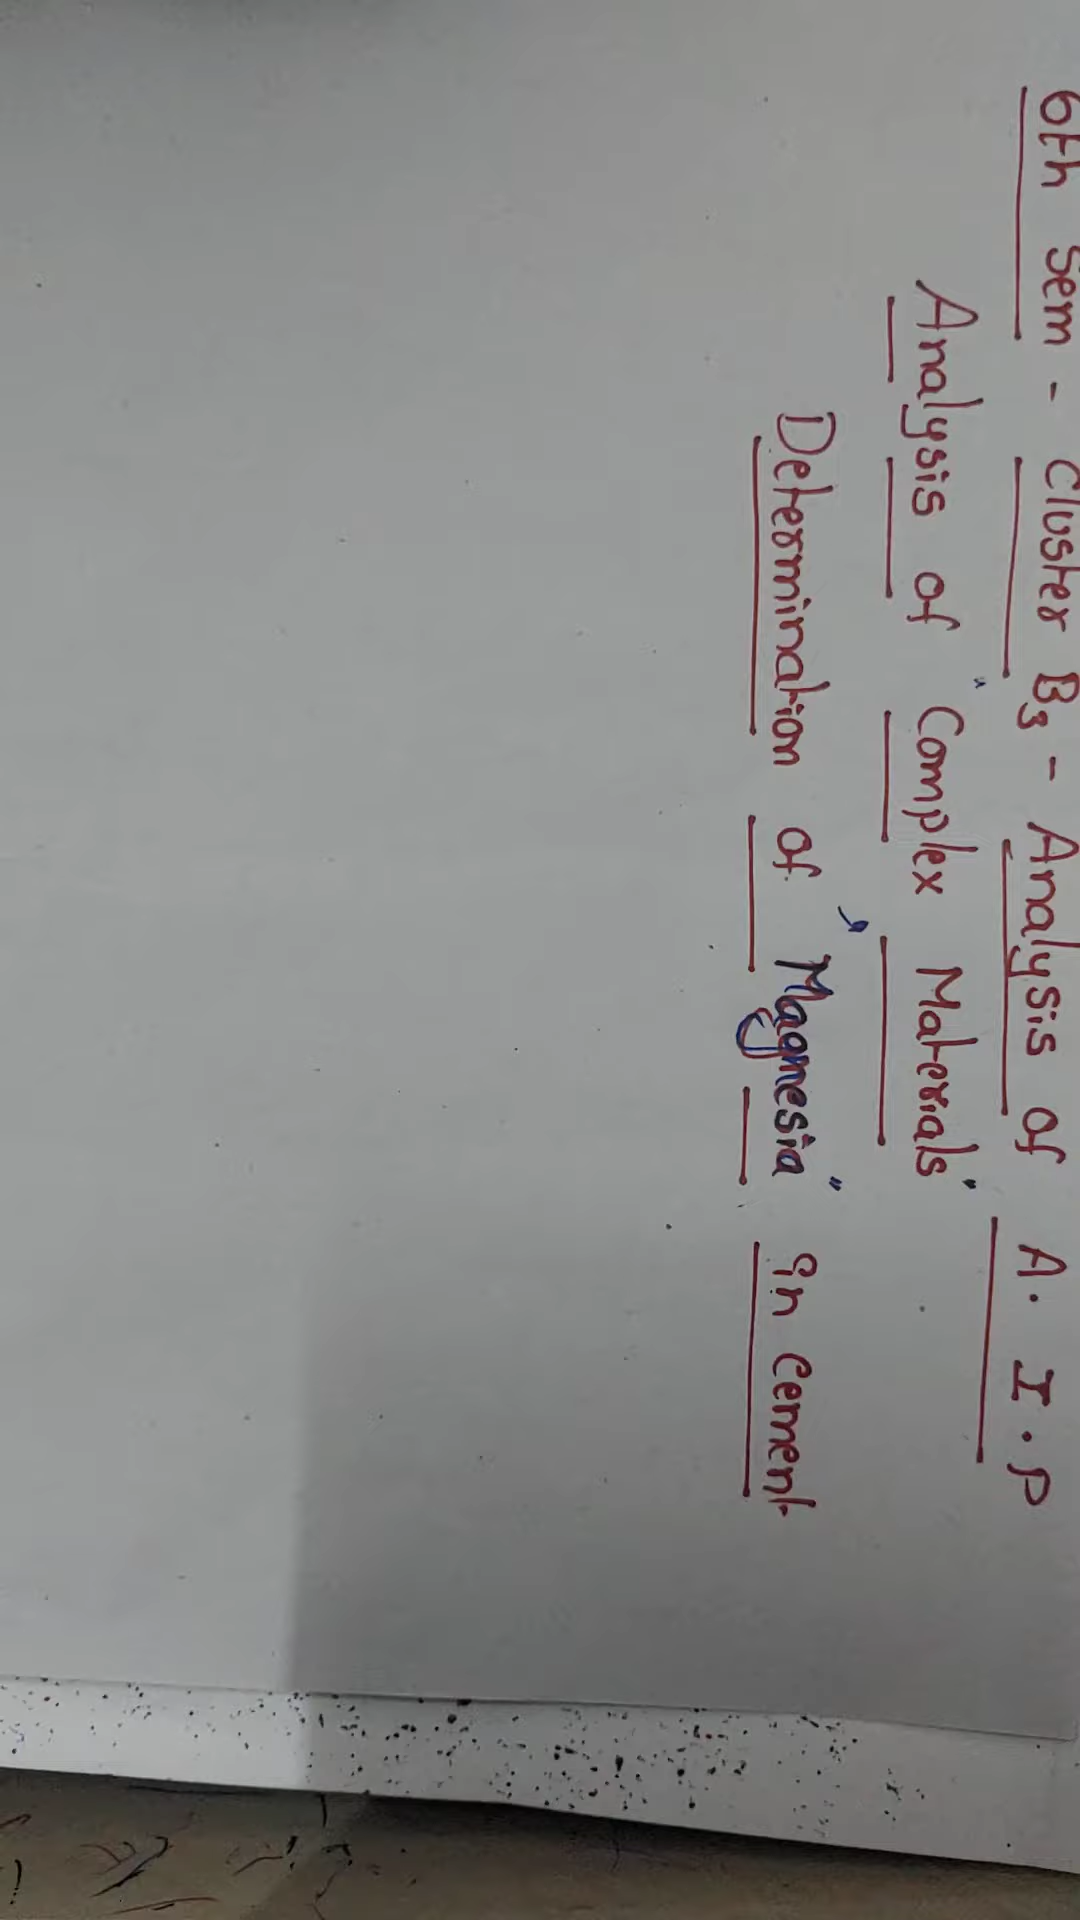 6th Sem - Cluster B3 - Analysis of A. I. P
Analysis of "Complex Materials"
Determination of "Magnesia" in cement